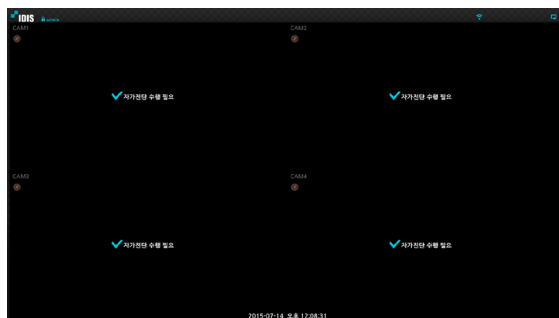 IDIS ADMIN
CAM1 CAM2
자가진단 수행 필요 자가진단 수행 필요
CAM3 CAM4
자가진단 수행 필요 자가진단 수행 필요
2015-07-14 오후 12:08:31